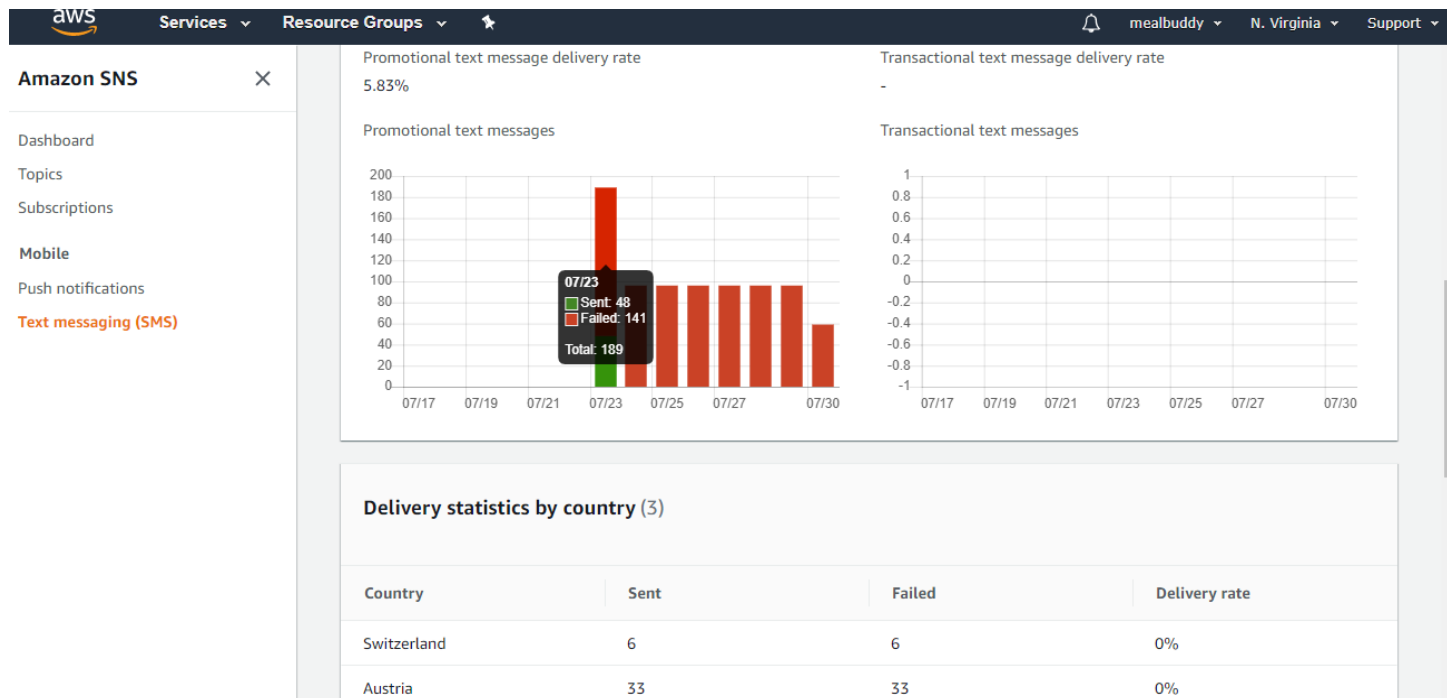 aws Services Resource Groups mealbuddy N. Virginia Support
Amazon SNS
Dashboard
Topics
Subscriptions
Mobile
Push notifications
Text messaging (SMS)
Promotional text message delivery rate
5.83%
Transactional text message delivery rate
-
Promotional text messages
200
180
160
140
120
100
80
60
40
20
0
07/17 07/19 07/21 07/23 07/25 07/27 07/30
07/23
Sent: 48
Failed: 141
Total: 189
Transactional text messages
1
0.8
0.6
0.4
0.2
0
-0.2
-0.4
-0.6
-0.8
-1
07/17 07/19 07/21 07/23 07/25 07/27 07/30
Delivery statistics by country (3)
Country Sent Failed Delivery rate
Switzerland 6 6 0%
Austria 33 33 0%